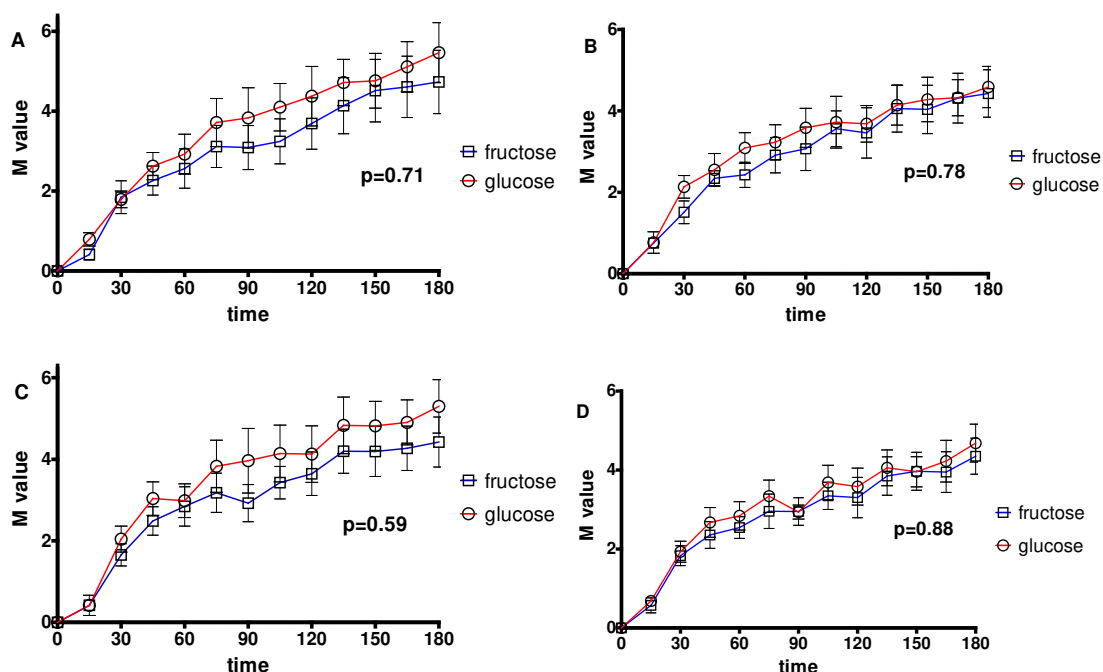 A
M value
6
4
2
0
0 30 60 90 120 150 180
time
p=0.71
fructose
glucose
B
M value
6
4
2
0
0 30 60 90 120 150 180
time
p=0.78
fructose
glucose
C
M value
6
4
2
0
0 30 60 90 120 150 180
time
p=0.59
fructose
glucose
D
M value
6
4
2
0
0 30 60 90 120 150 180
time
p=0.88
fructose
glucose